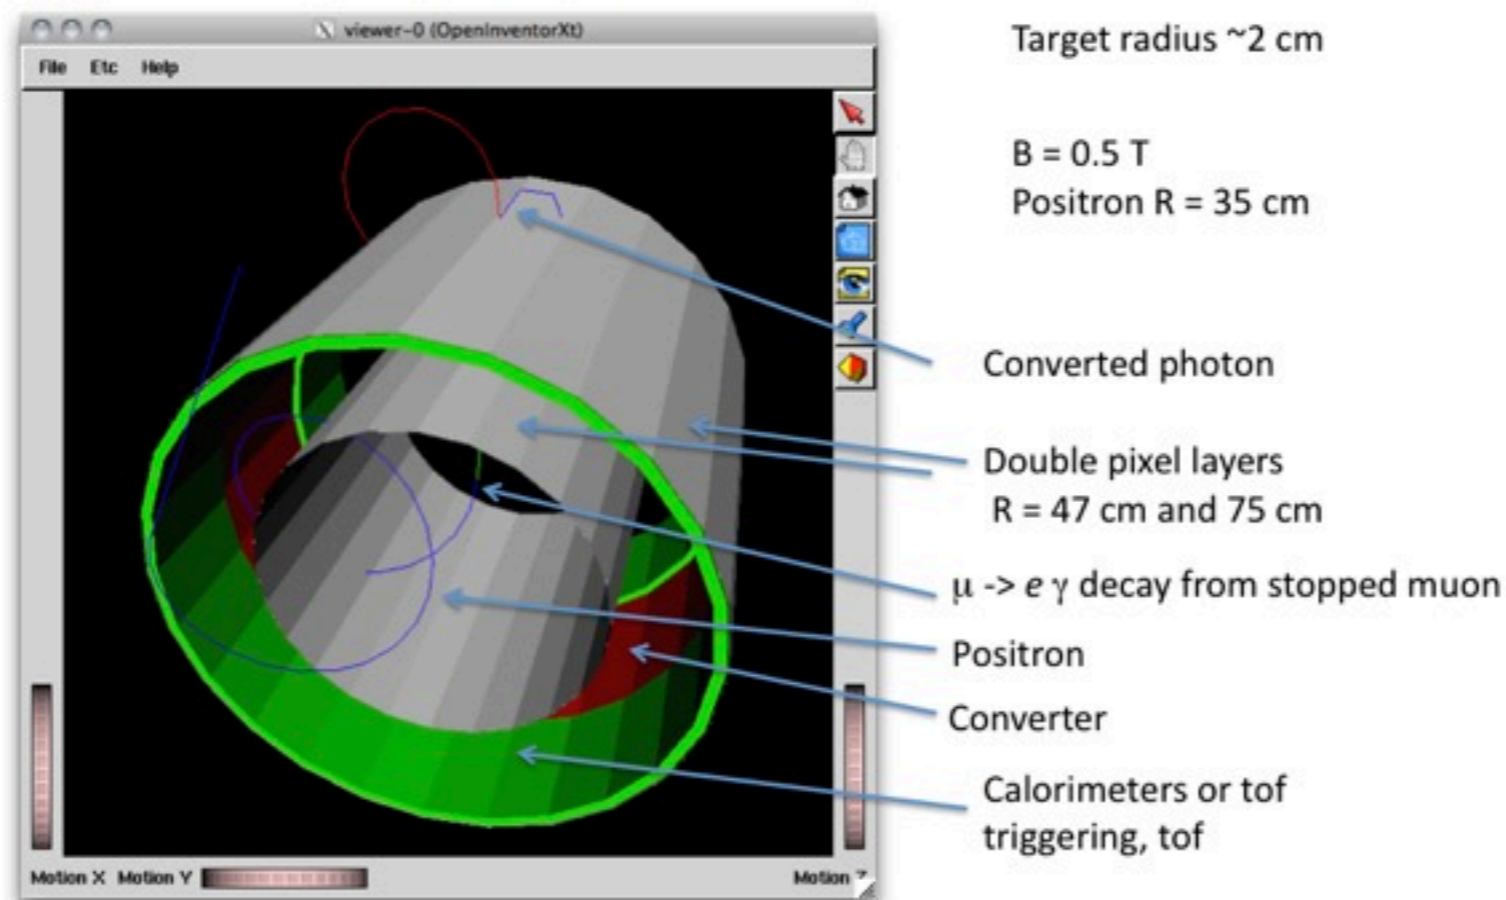 viewer-0 (OpenInventorXt)
File Etc Help
Target radius ~2 cm
B = 0.5 T
Positron R = 35 cm
Converted photon
Double pixel layers
R = 47 cm and 75 cm
μ -> e γ decay from stopped muon
Positron
Converter
Calorimeters or tof
triggering, tof
Motion X Motion Y Motion Z